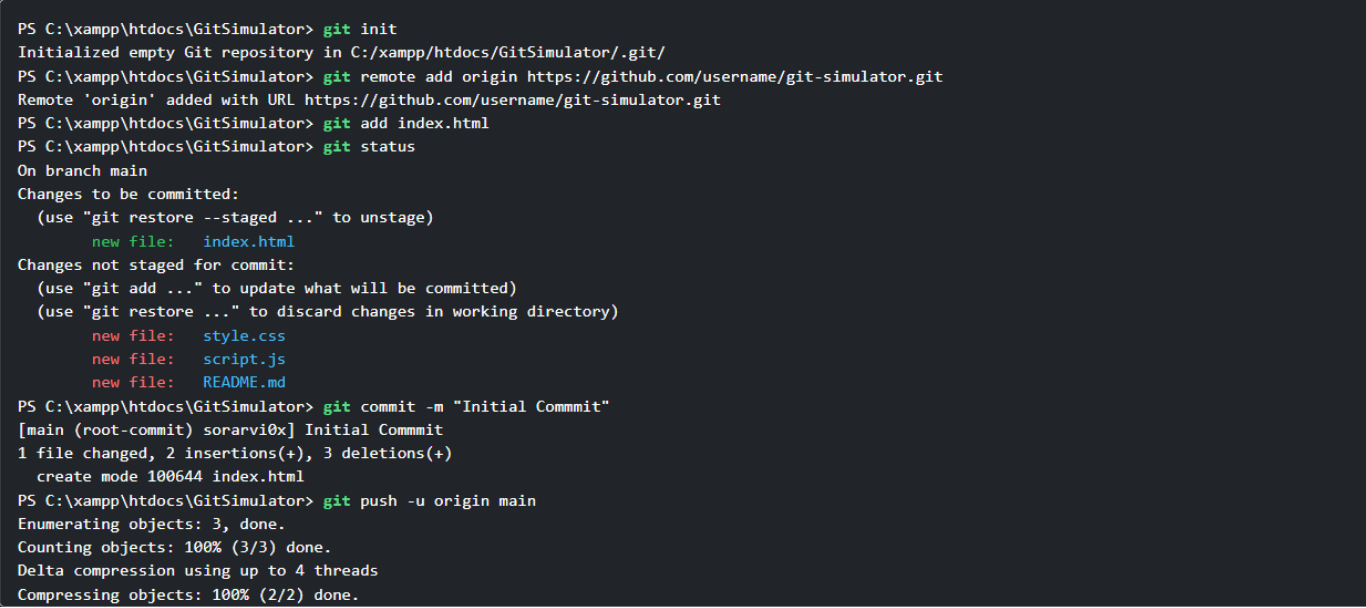 PS C:\xampp\htdocs\GitSimulator> git init
Initialized empty Git repository in C:/xampp/htdocs/GitSimulator/.git/
PS C:\xampp\htdocs\GitSimulator> git remote add origin https://github.com/username/git-simulator.git
Remote 'origin' added with URL https://github.com/username/git-simulator.git
PS C:\xampp\htdocs\GitSimulator> git add index.html
PS C:\xampp\htdocs\GitSimulator> git status
On branch main
Changes to be committed:
  (use "git restore --staged ..." to unstage)
        new file:   index.html
Changes not staged for commit:
  (use "git add ..." to update what will be committed)
  (use "git restore ..." to discard changes in working directory)
        new file:   style.css
        new file:   script.js
        new file:   README.md
PS C:\xampp\htdocs\GitSimulator> git commit -m "Initial Commmit"
[main (root-commit) sorarvi0x] Initial Commmit
1 file changed, 2 insertions(+), 3 deletions(+)
  create mode 100644 index.html
PS C:\xampp\htdocs\GitSimulator> git push -u origin main
Enumerating objects: 3, done.
Counting objects: 100% (3/3) done.
Delta compression using up to 4 threads
Compressing objects: 100% (2/2) done.